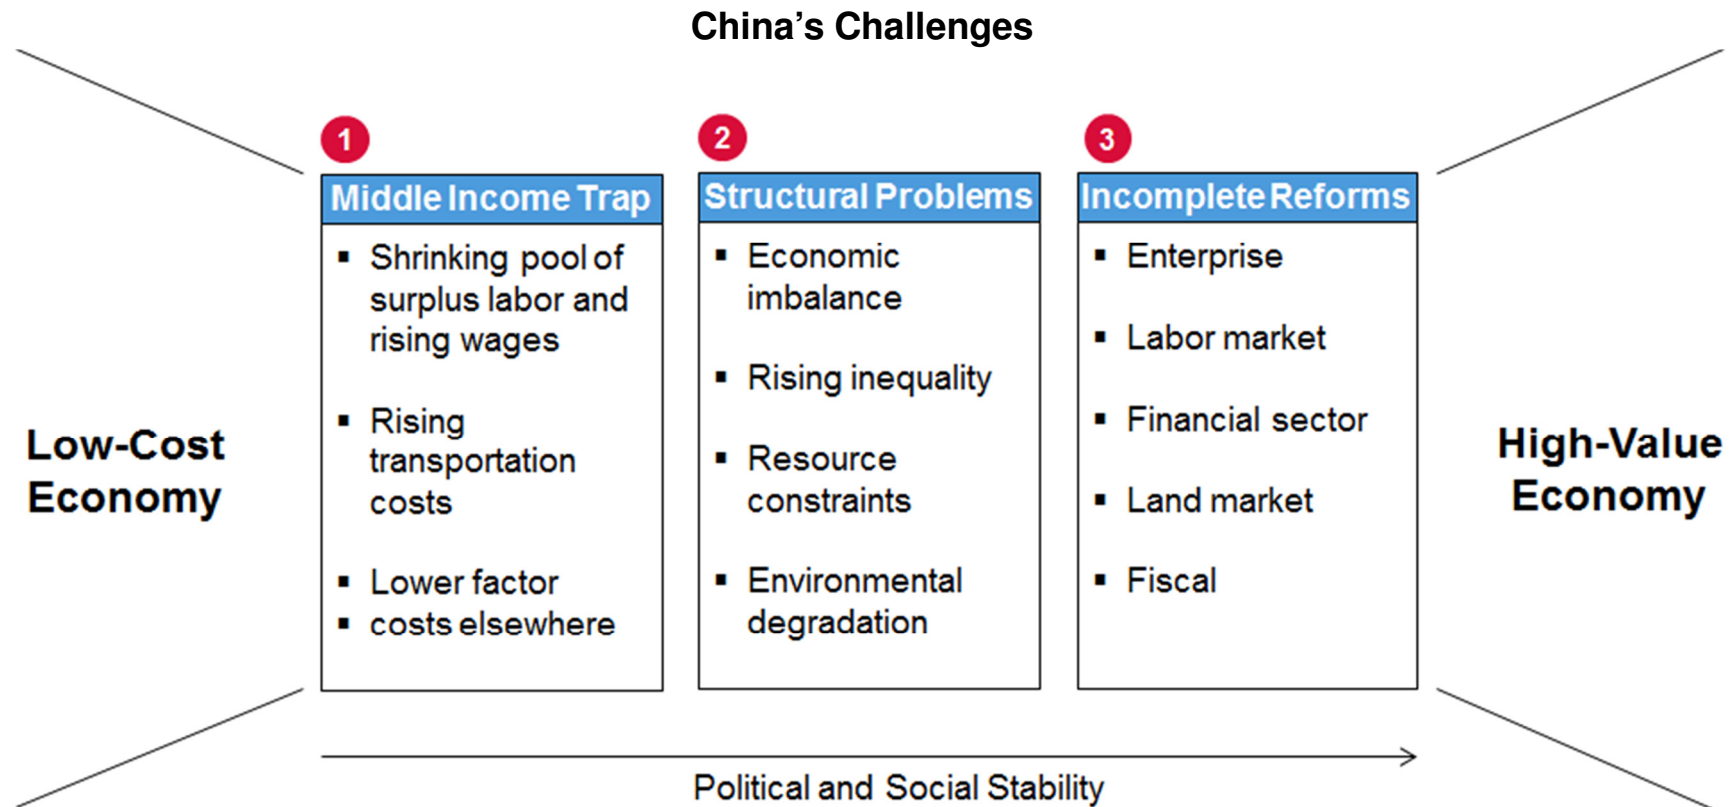 China’s Challenges
1
Middle Income Trap
▪ Shrinking pool of
surplus labor and
rising wages
▪ Rising
transportation
costs
▪ Lower factor
▪ costs elsewhere
2
Structural Problems
▪ Economic
imbalance
▪ Rising inequality
▪ Resource
constraints
▪ Environmental
degradation
3
Incomplete Reforms
▪ Enterprise
▪ Labor market
▪ Financial sector
▪ Land market
▪ Fiscal
Low-Cost
Economy
High-Value
Economy
Political and Social Stability